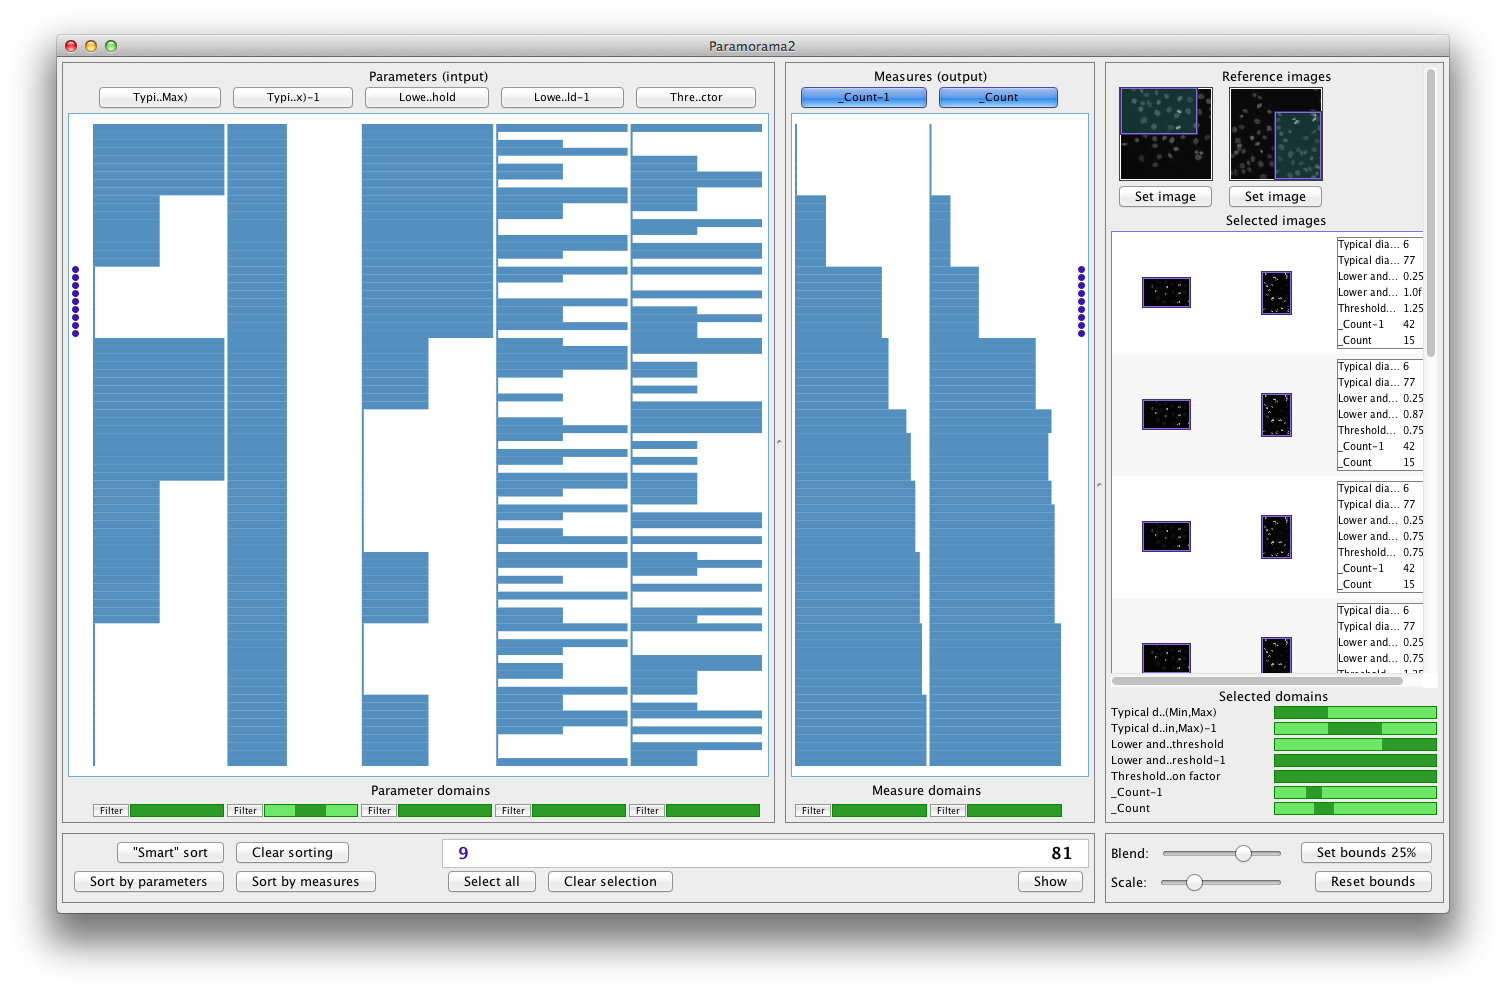 Paramorama2
Parameters (intput)
Typi..Max)
Typi..x)-1
Lowe..hold
Lowe..ld-1
Thre..ctor
Measures (output)
_Count-1
_Count
Reference images
Set image
Set image
Selected images
Typical dia... 6
Typical dia... 77
Lower and... 0.25
Lower and... 1.0f
Threshold... 1.25
_Count-1 42
_Count 15
Typical dia... 6
Typical dia... 77
Lower and... 0.25
Lower and... 0.87
Threshold... 0.75
_Count-1 42
_Count 15
Typical dia... 6
Typical dia... 77
Lower and... 0.25
Lower and... 0.75
Threshold... 0.75
_Count-1 42
_Count 15
Typical dia... 6
Typical dia... 77
Lower and... 0.25
Lower and... 0.75
Threshold... 1.25
Selected domains
Typical d..(Min,Max)
Typical d..in,Max)-1
Lower and..threshold
Lower and..reshold-1
Threshold..on factor
_Count-1
_Count
Parameter domains
Filter
Filter
Filter
Filter
Filter
Measure domains
Filter
Filter
"Smart" sort
Clear sorting
Sort by parameters
Sort by measures
9
81
Select all
Clear selection
Show
Blend:
Set bounds 25%
Scale:
Reset bounds